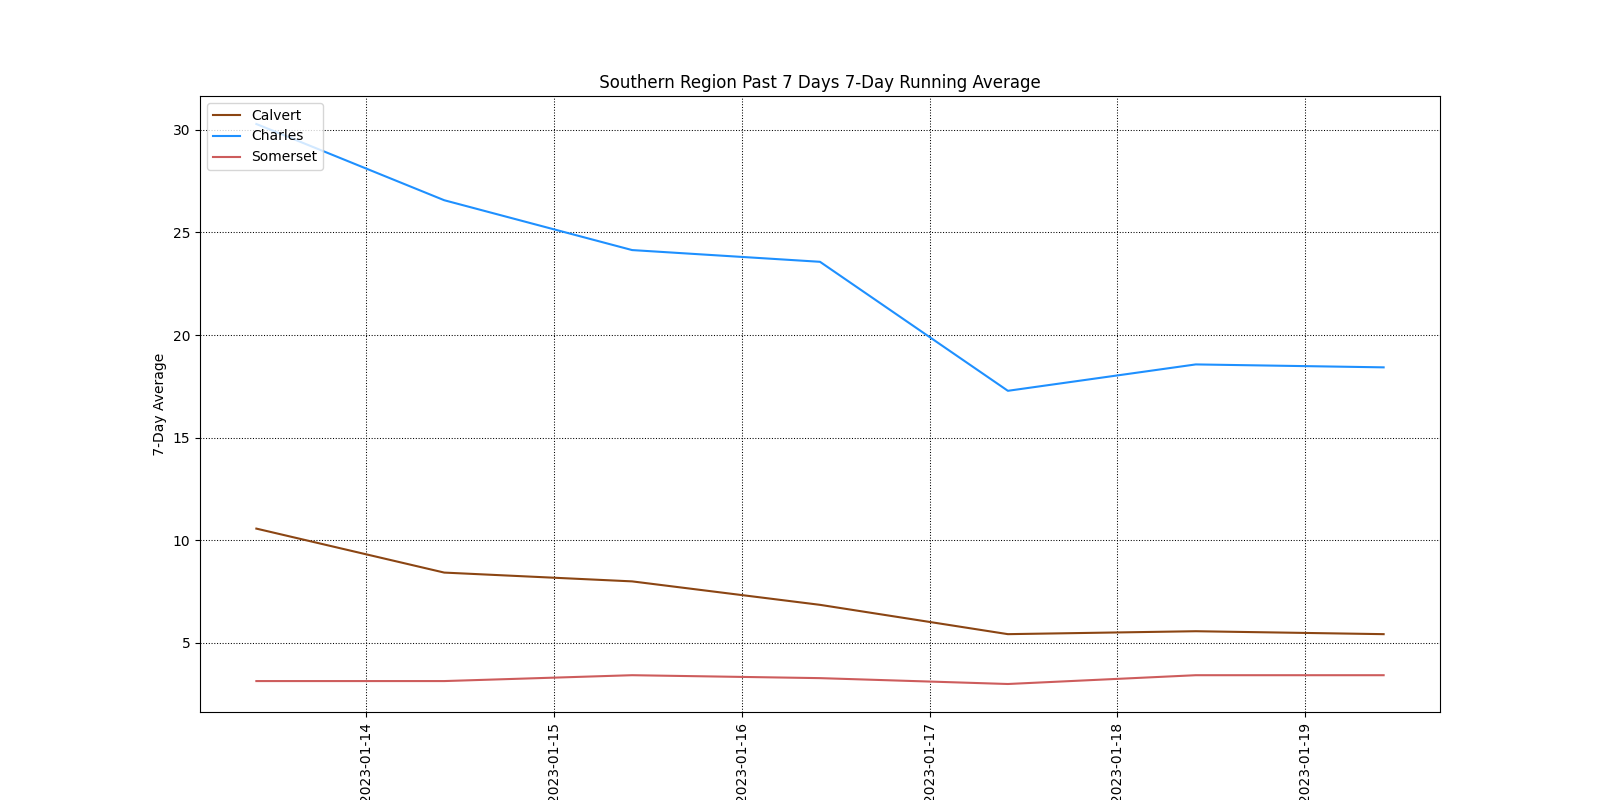 Southern Region Past 7 Days 7-Day Running Average
Calvert
Charles
Somerset
30
25
20
15
10
5
7-Day Average
2023-01-14
2023-01-15
2023-01-16
2023-01-17
2023-01-18
2023-01-19